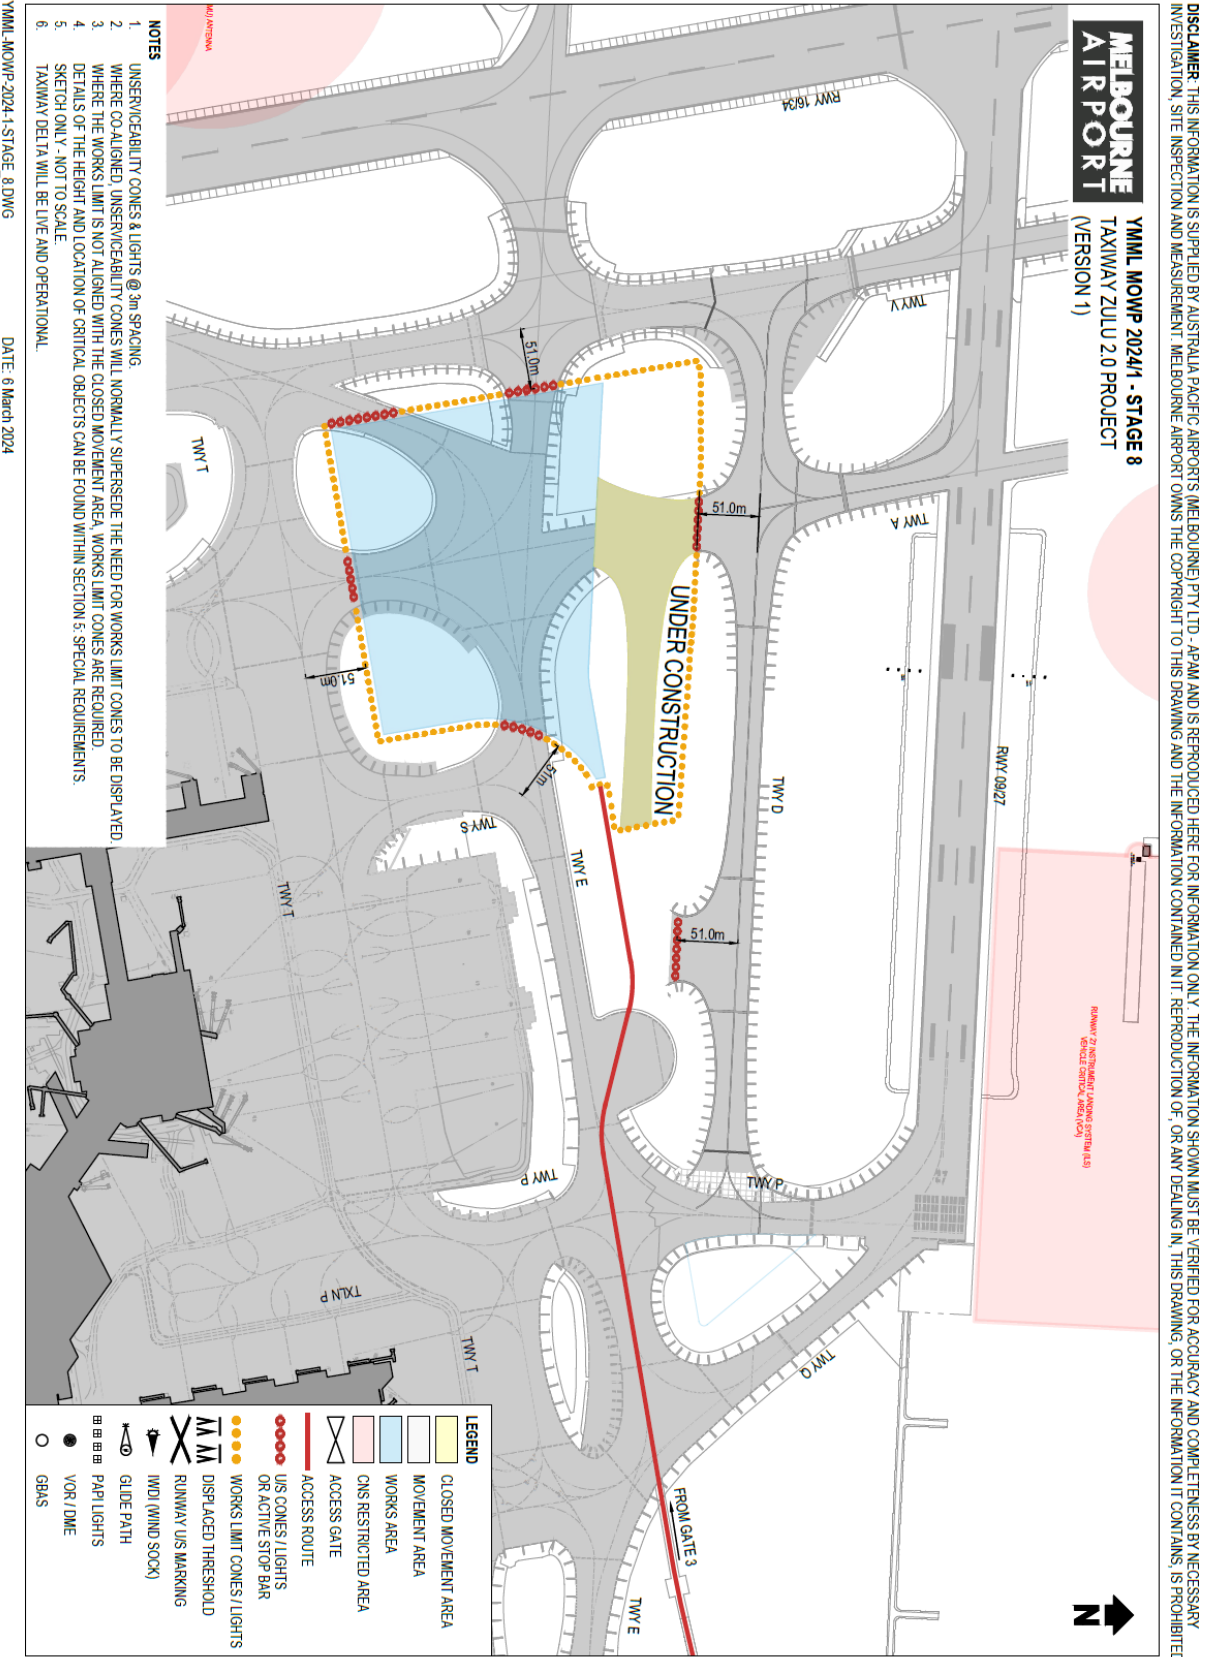 DISCLAIMER: THIS INFORMATION IS SUPPLIED BY AUSTRALIA PACIFIC AIRPORTS (MELBOURNE) PTY LTD - APAM AND IS REPRODUCED HERE FOR INFORMATION ONLY. THE INFORMATION SHOWN MUST BE VERIFIED FOR ACCURACY AND COMPLETENESS BY NECESSARY
INVESTIGATION, SITE INSPECTION AND MEASUREMENT. MELBOURNE AIRPORT OWNS THE COPYRIGHT TO THIS DRAWING AND THE INFORMATION CONTAINED IN IT. REPRODUCTION OF, OR ANY DEALING IN, THIS DRAWING, OR THE INFORMATION IT CONTAINS, IS PROHIBITED
MELBOURNE
AIRPORT
YMML MOWP 2024/1 - STAGE 8
TAXIWAY ZULU 2.0 PROJECT
(VERSION 1)
N
RUNWAY 27 INSTRUMENT LANDING SYSTEM (ILS)
VEHICLE CRITICAL AREA (VCA)
RWY 09/27
RWY 16/34
TWY V
TWY A
TWY D
51.0m
51.0m
TWY P
TWY Q
UNDER CONSTRUCTION
FROM GATE 3
TWY E
51.0m
51m
TWY E
TWY P
TWY S
51.0m
TWY T
TWY T
TWY T
TXLN P
NOTES
1. UNSERVICEABILITY CONES & LIGHTS @ 3m SPACING.
2. WHERE CO-ALIGNED, UNSERVICEABILITY CONES WILL NORMALLY SUPERSEDE THE NEED FOR WORKS LIMIT CONES TO BE DISPLAYED.
3. WHERE THE WORKS LIMIT IS NOT ALIGNED WITH THE CLOSED MOVEMENT AREA, WORKS LIMIT CONES ARE REQUIRED.
4. DETAILS OF THE HEIGHT AND LOCATION OF CRITICAL OBJECTS CAN BE FOUND WITHIN SECTION 5: SPECIAL REQUIREMENTS.
5. SKETCH ONLY - NOT TO SCALE.
6. TAXIWAY DELTA WILL BE LIVE AND OPERATIONAL.
LEGEND
CLOSED MOVEMENT AREA
MOVEMENT AREA
WORKS AREA
CNS RESTRICTED AREA
ACCESS GATE
ACCESS ROUTE
U/S CONES / LIGHTS
OR ACTIVE STOP BAR
WORKS LIMIT CONES / LIGHTS
DISPLACED THRESHOLD
RUNWAY U/S MARKING
IWDI (WIND SOCK)
GLIDE PATH
PAPI LIGHTS
VOR / DME
GBAS
YMML-MOWP-2024-1-STAGE_8.DWG
DATE: 6 March 2024